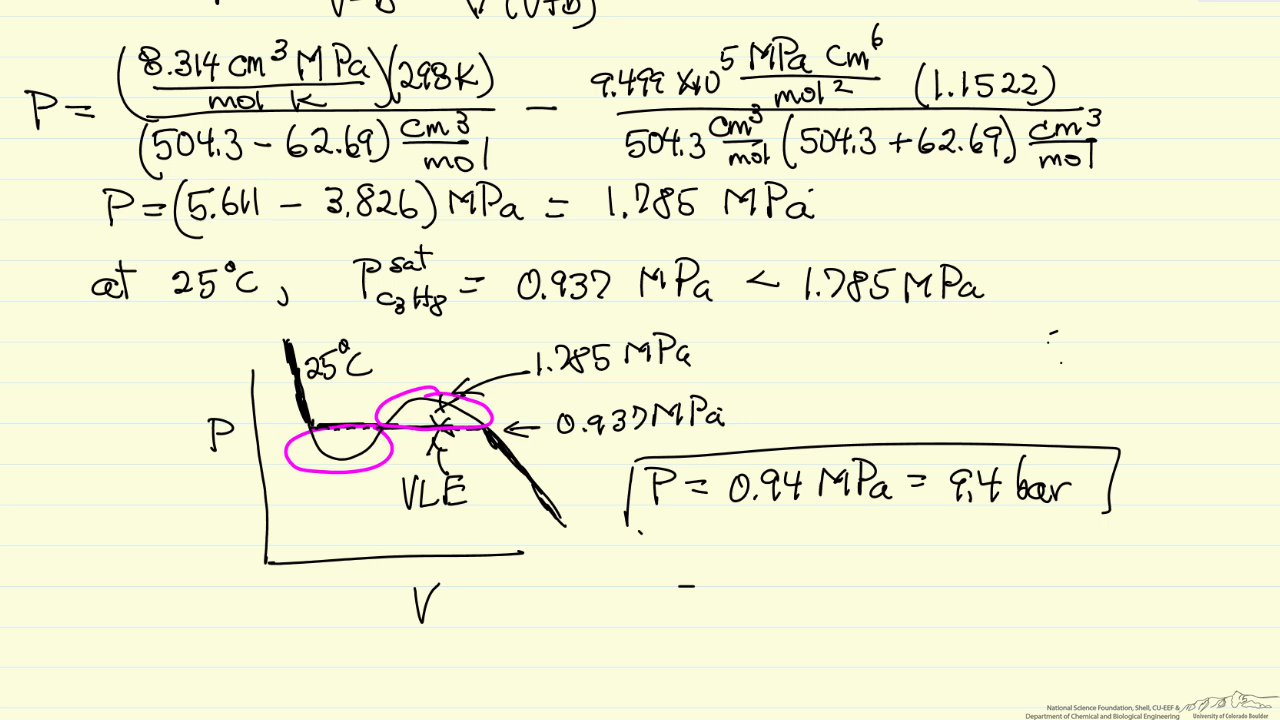 V-b V(V+b)
P = (8.314 cm³ MPa / mol K)(298K) / (504.3 - 62.69) cm³/mol - 9.499 x10⁵ MPa cm⁶/mol² (1.1522) / 504.3 cm³/mol (504.3 + 62.69) cm³/mol
P = (5.611 - 3.826) MPa = 1.785 MPa
at 25°C, P sat C3H8 = 0.937 MPa < 1.785 MPa
25°C
1.785 MPa
P
0.937 MPa
VLE
P = 0.94 MPa = 9.4 bar
V
National Science Foundation, Shell, CU-EEF &
Department of Chemical and Biological Engineering
University of Colorado Boulder